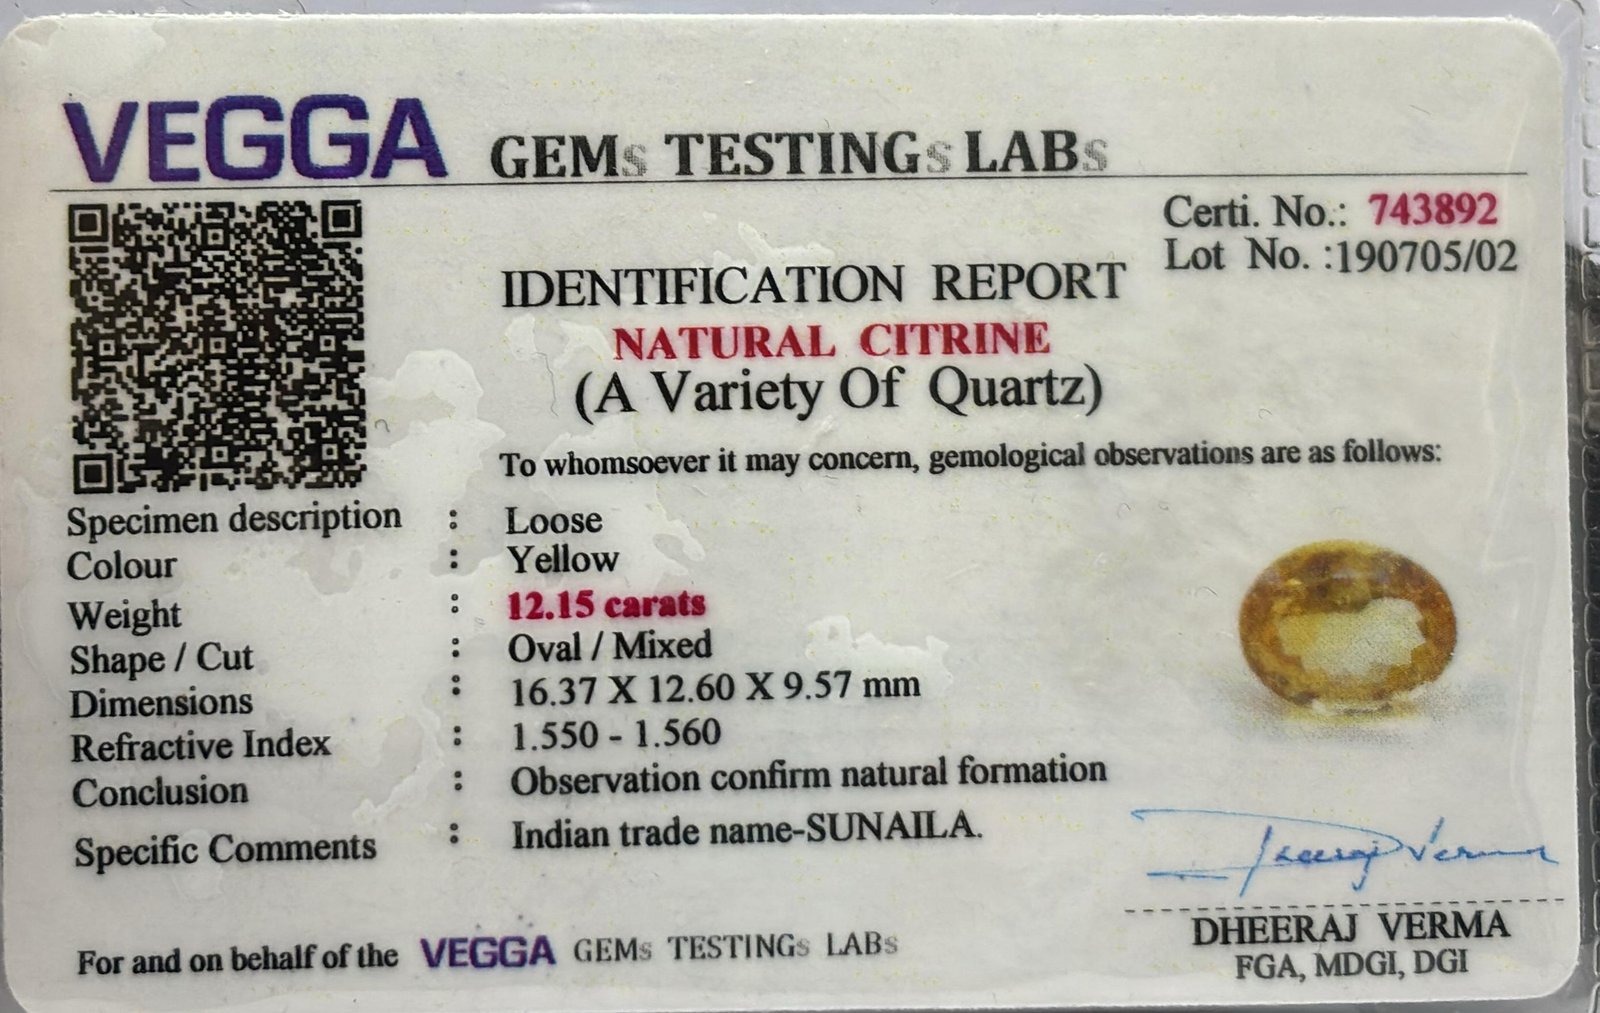 VEGGA GEMs TESTINGs LABs
Certi. No.: 743892
Lot No. :190705/02
IDENTIFICATION REPORT
NATURAL CITRINE
(A Variety Of Quartz)
To whomsoever it may concern, gemological observations are as follows:
Specimen description : Loose
Colour : Yellow
Weight : 12.15 carats
Shape / Cut : Oval / Mixed
Dimensions : 16.37 X 12.60 X 9.57 mm
Refractive Index : 1.550 - 1.560
Conclusion : Observation confirm natural formation
Specific Comments : Indian trade name-SUNAILA.
Dheeraj Verma
DHEERAJ VERMA
FGA, MDGI, DGI
For and on behalf of the VEGGA GEMs TESTINGs LABs